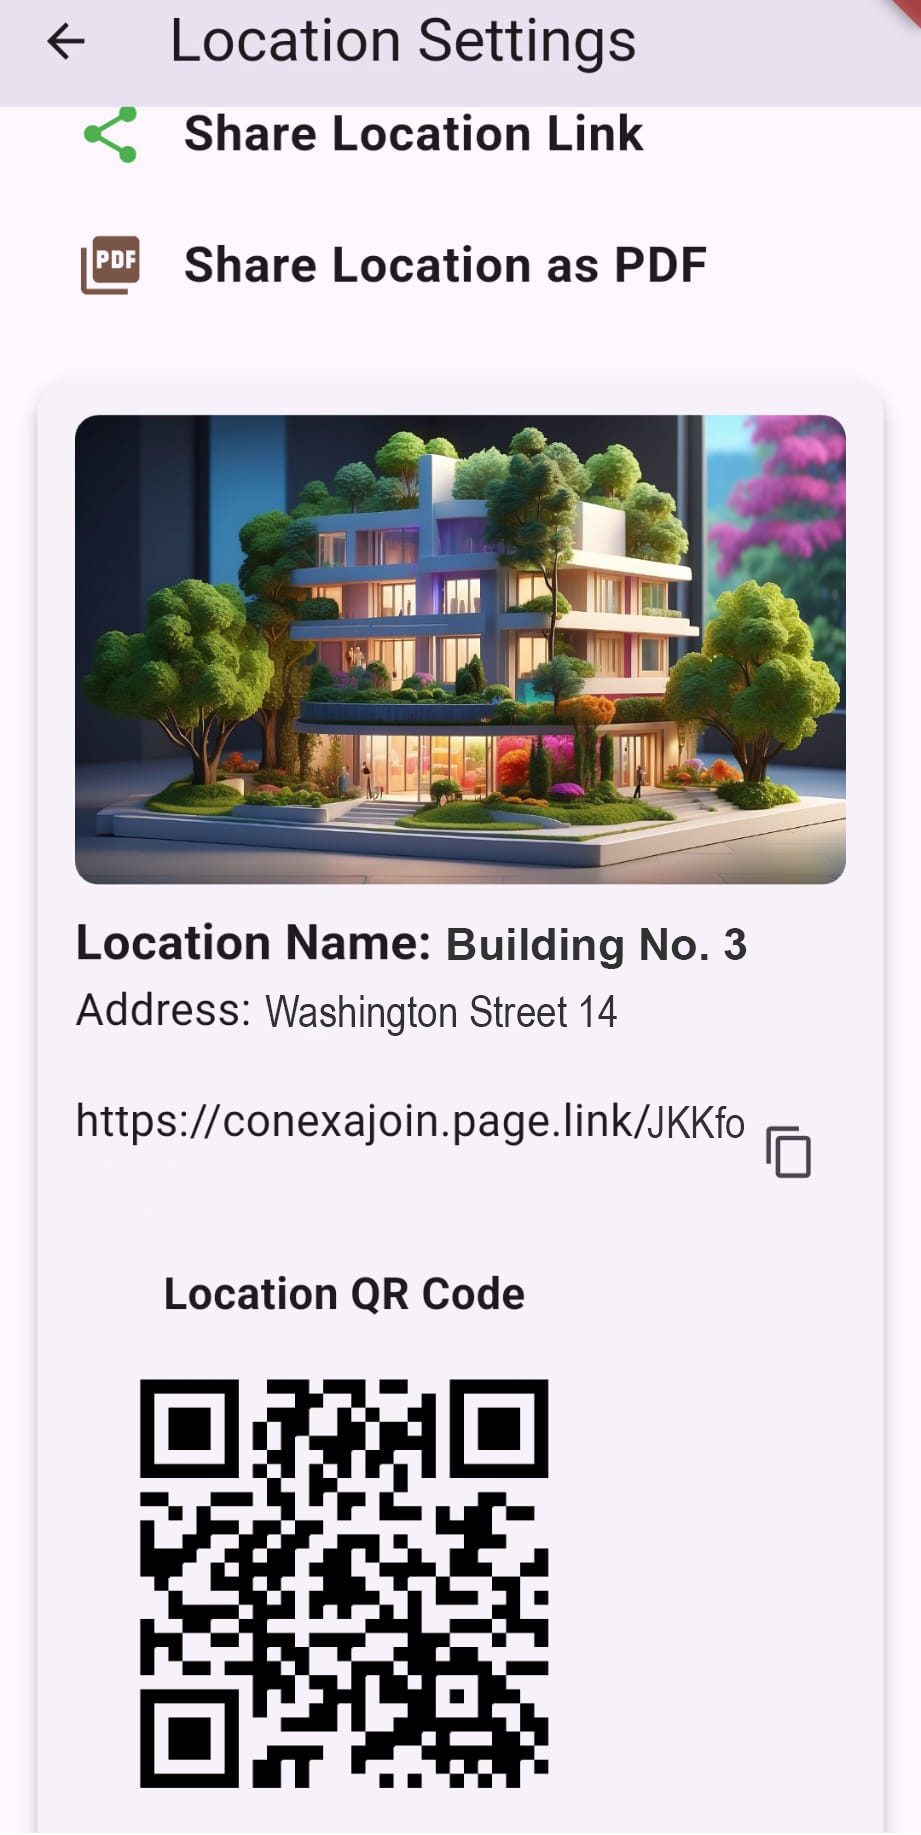 Location Settings
Share Location Link
PDF
Share Location as PDF
Location Name: Building No. 3
Address: Washington Street 14
https://conexajoin.page.link/JKKfo
Location QR Code